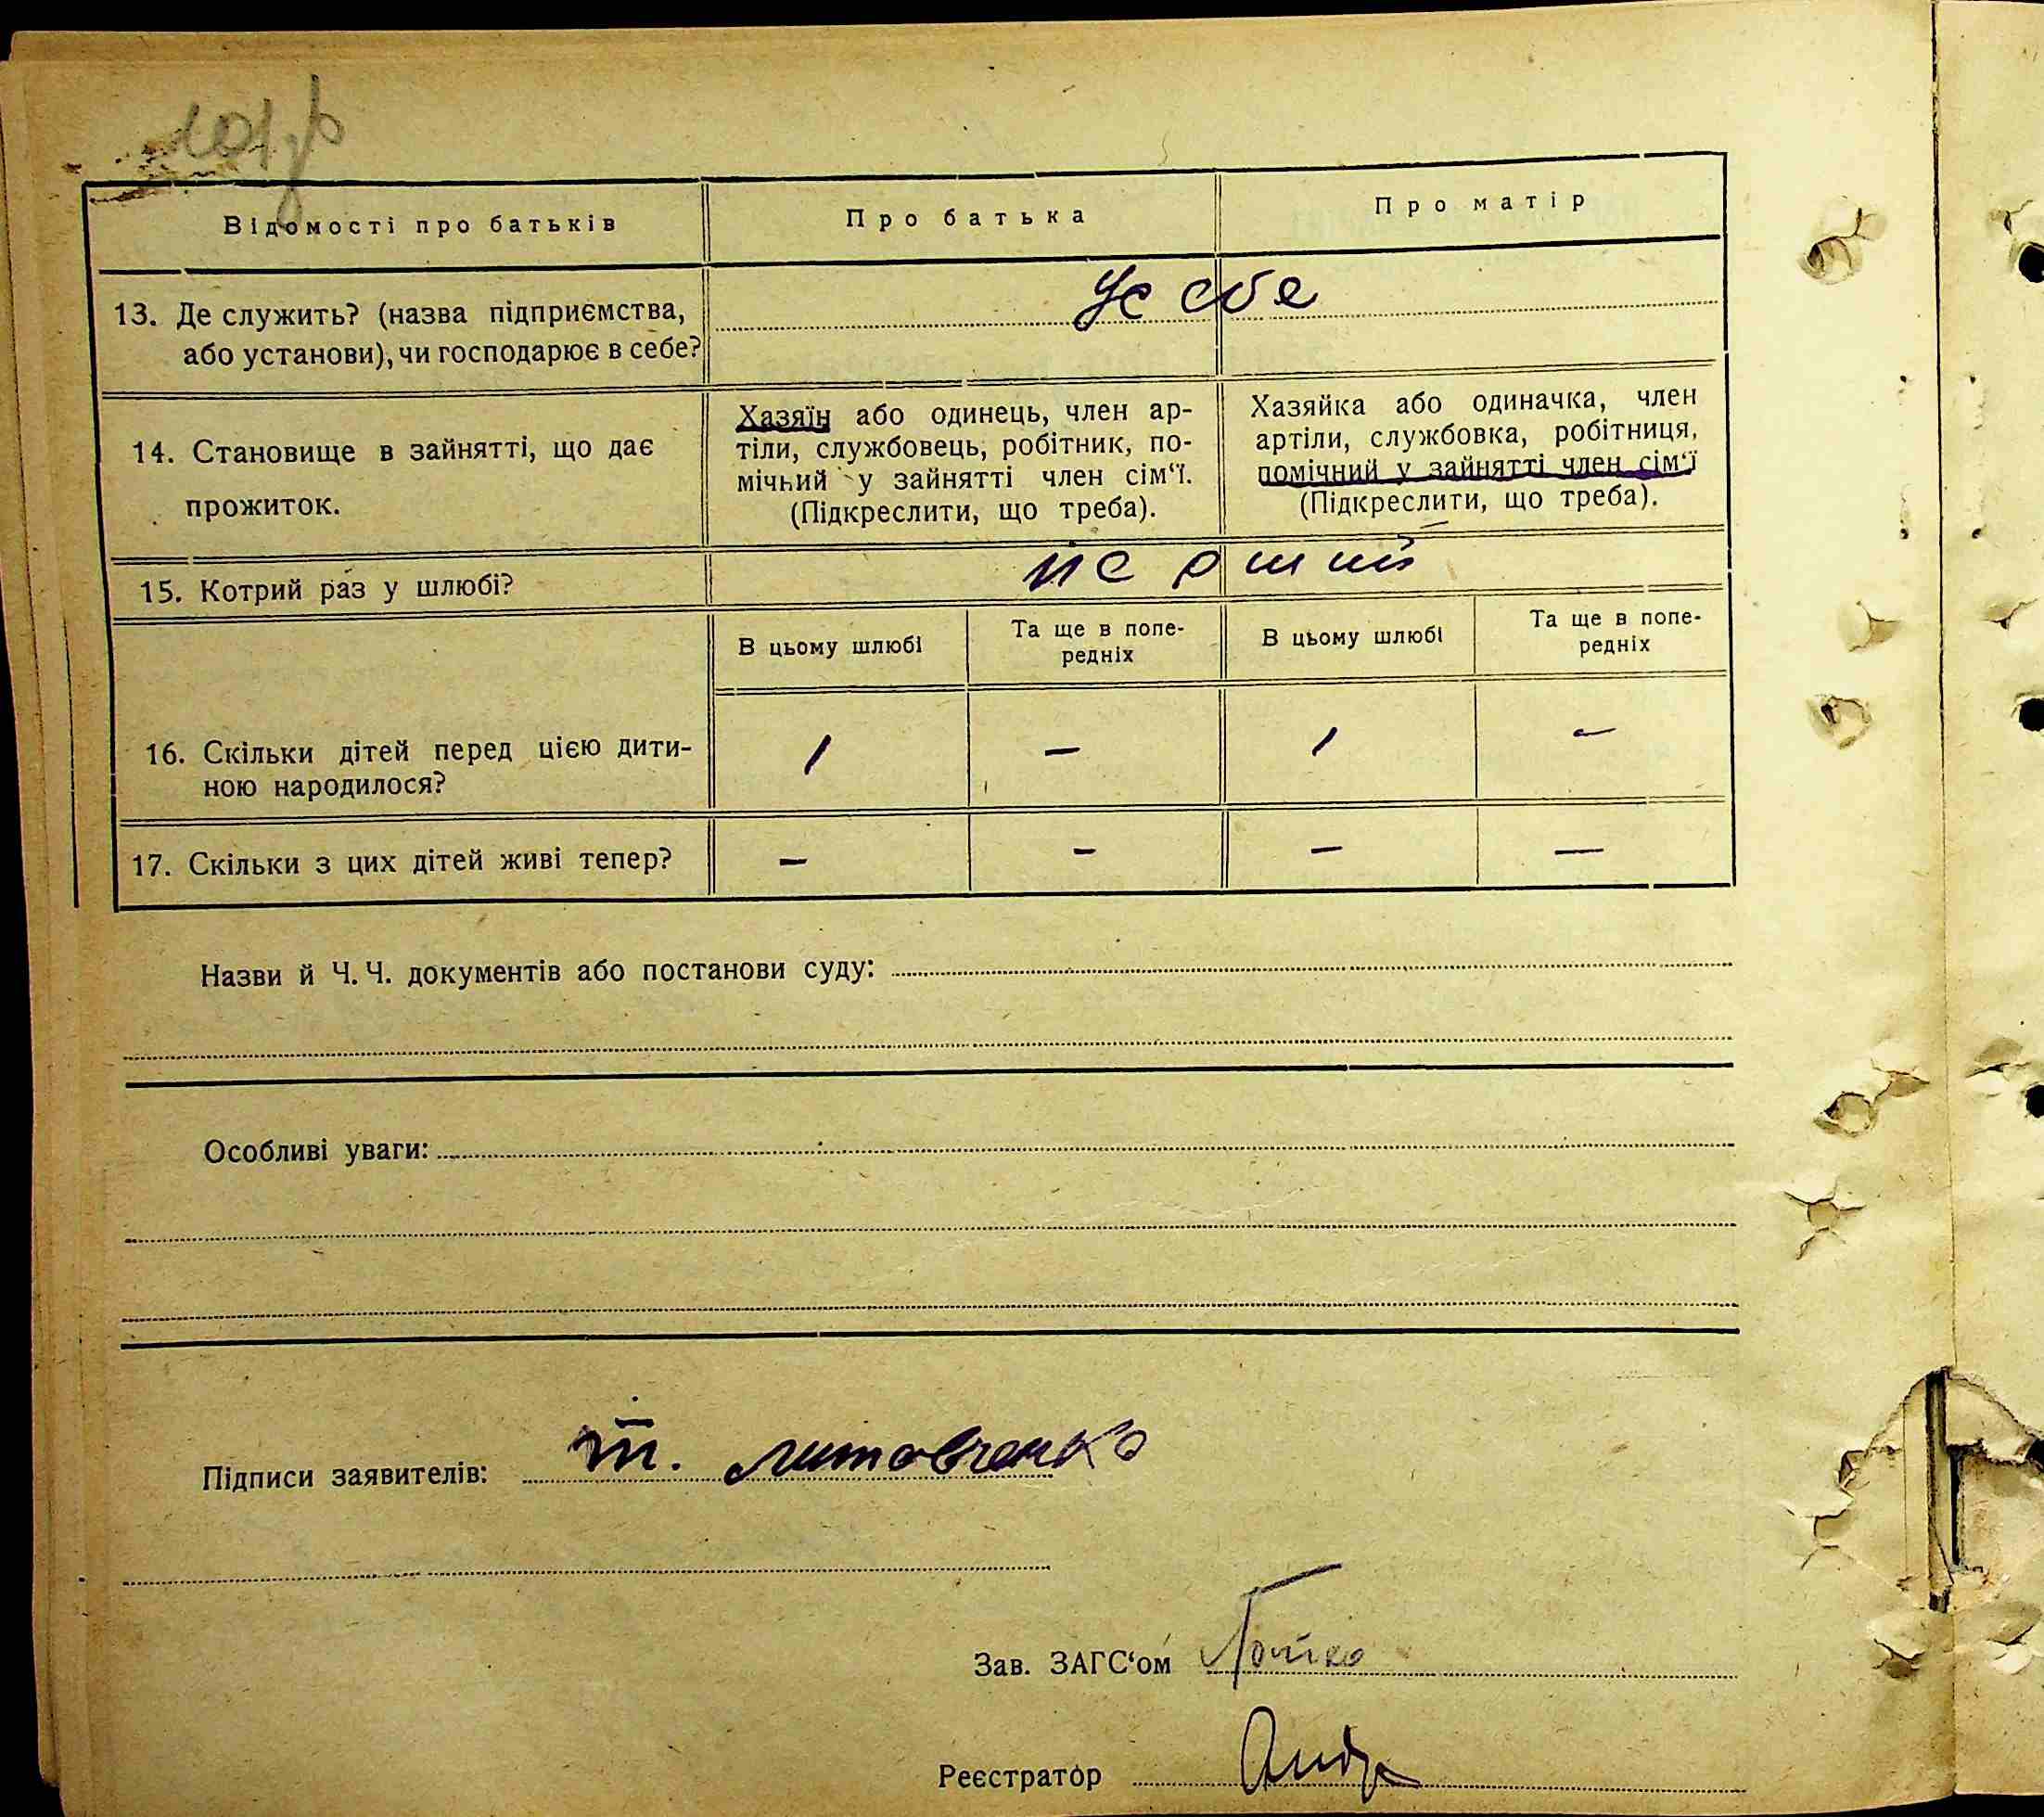 Відомості про батьків
Про батька
Про матір
13. Де служить? (назва підприємства,
або установи), чи господарює в себе?
У себе
14. Становище в зайнятті, що дає
прожиток.
Хазяїн або одинець, член ар-
тіли, службовець, робітник, по-
мічний у зайнятті член сім‘ї.
(Підкреслити, що треба).
Хазяйка або одиначка, член
артіли, службовка, робітниця,
помічний у зайнятті член сім‘ї
(Підкреслити, що треба).
15. Котрий раз у шлюбі?
перший
В цьому шлюбі
Та ще в попе-
редніх
В цьому шлюбі
Та ще в попе-
редніх
16. Скільки дітей перед цією дити-
ною народилося?
1 — 1 —
17. Скільки з цих дітей живі тепер?
— — — —
Назви й Ч. Ч. документів або постанови суду:
Особливі уваги:
Підписи заявителів: т. литовченко
Зав. ЗАГС‘ом
Реєстратор